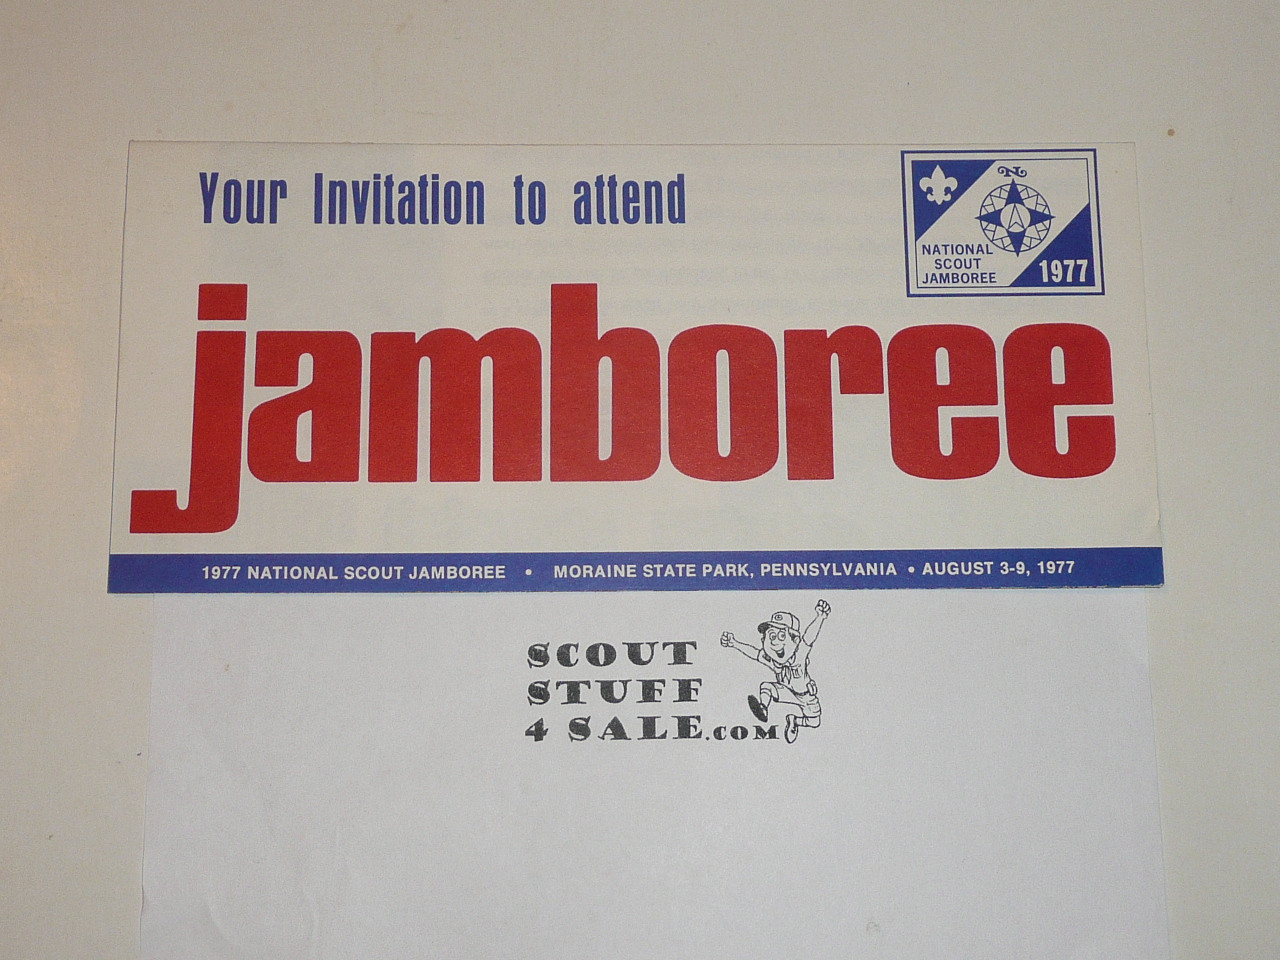 Your Invitation to attend
N
NATIONAL
SCOUT
JAMBOREE
1977
jamboree
1977 NATIONAL SCOUT JAMBOREE • MORAINE STATE PARK, PENNSYLVANIA • AUGUST 3-9, 1977
SCOUT
STUFF
4 SALE.COM